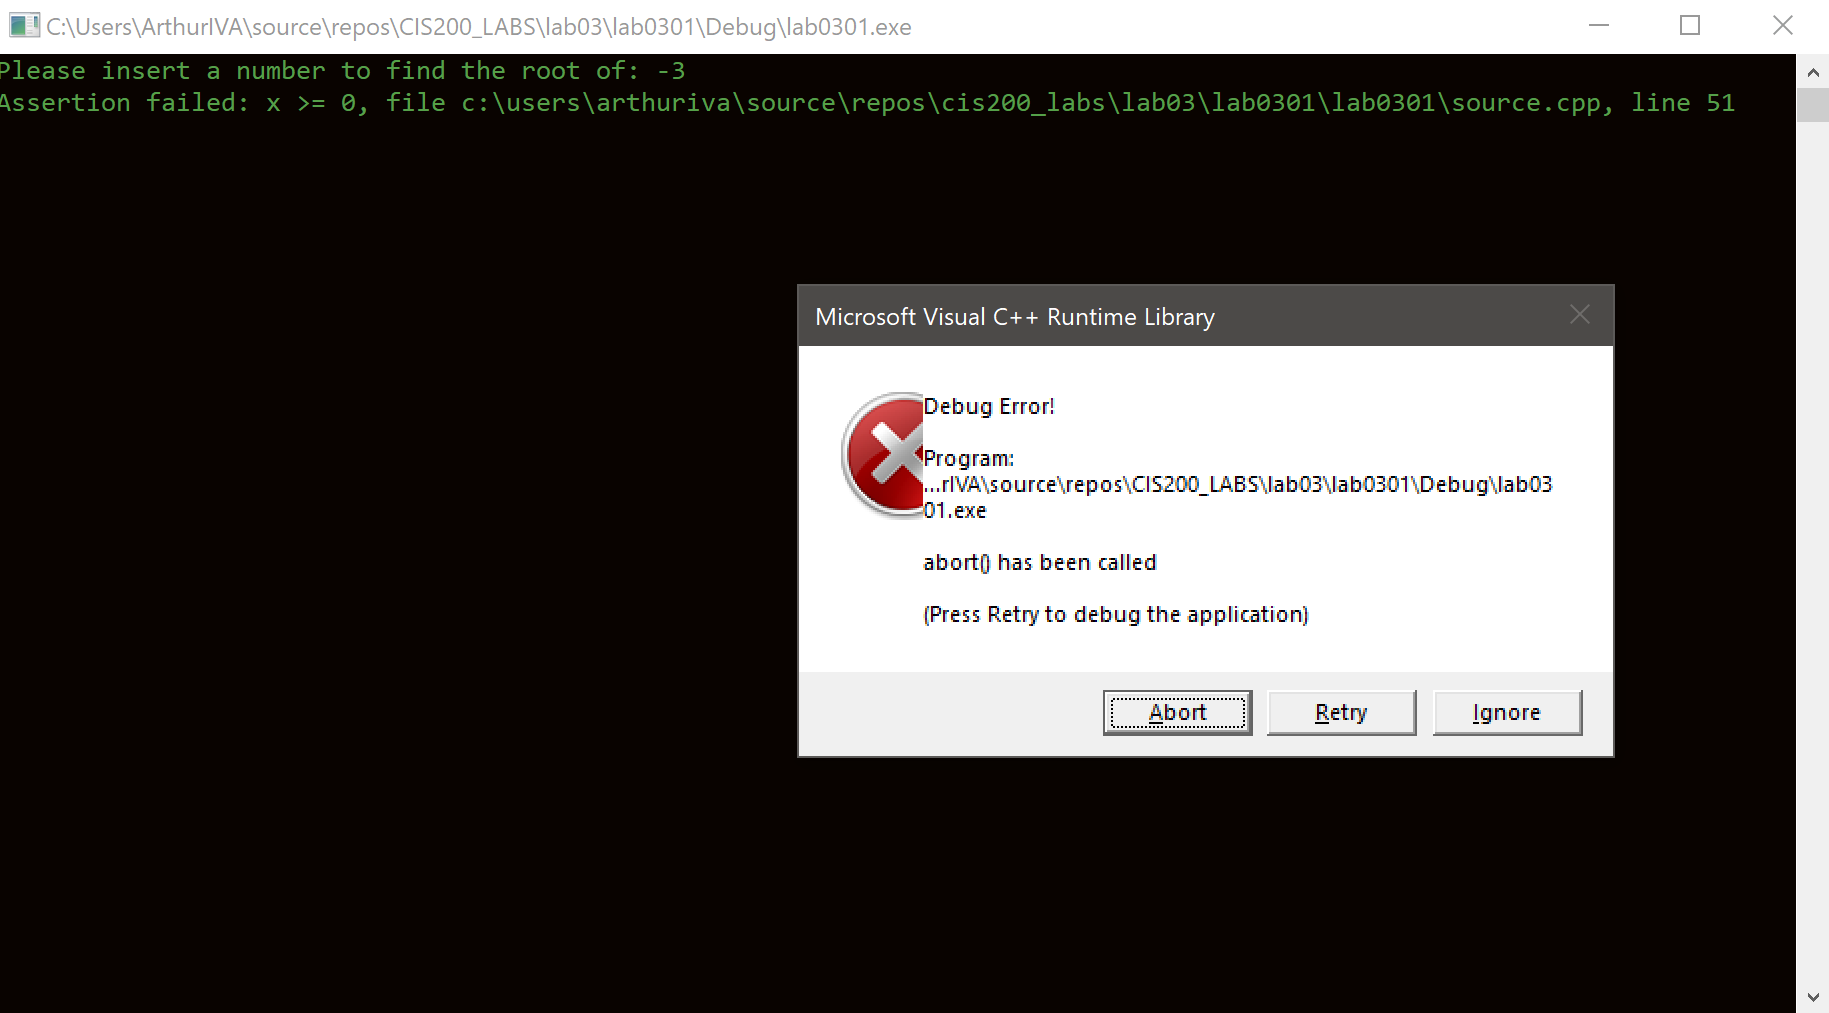 C:\Users\ArthurIVA\source\repos\CIS200_LABS\lab03\lab0301\Debug\lab0301.exe
Please insert a number to find the root of: -3
Assertion failed: x >= 0, file c:\users\arthuriva\source\repos\cis200_labs\lab03\lab0301\lab0301\source.cpp, line 51
Microsoft Visual C++ Runtime Library
Debug Error!
Program:
...rIVA\source\repos\CIS200_LABS\lab03\lab0301\Debug\lab03
01.exe
abort() has been called
(Press Retry to debug the application)
Abort Retry Ignore